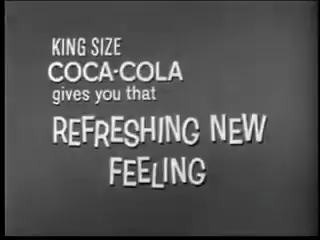 KING SIZE
COCA-COLA
gives you that
REFRESHING NEW
FEELING